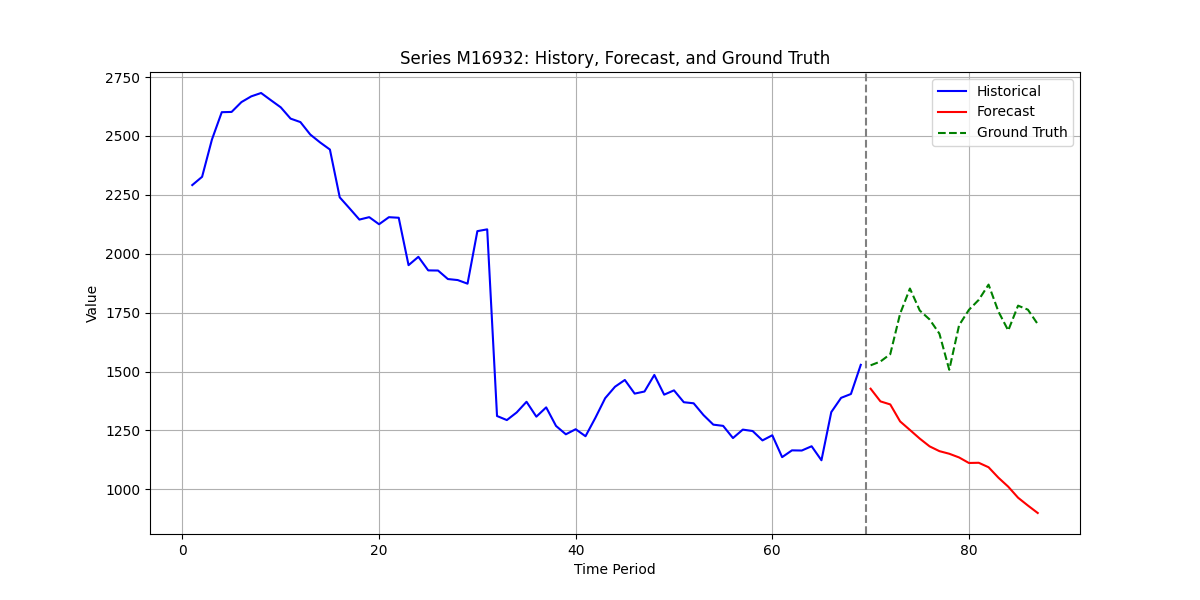 Series M16932: History, Forecast, and Ground Truth
2750
2500
2250
2000
1750
1500
1250
1000
Value
Historical
Forecast
Ground Truth
0
20
40
60
80
Time Period